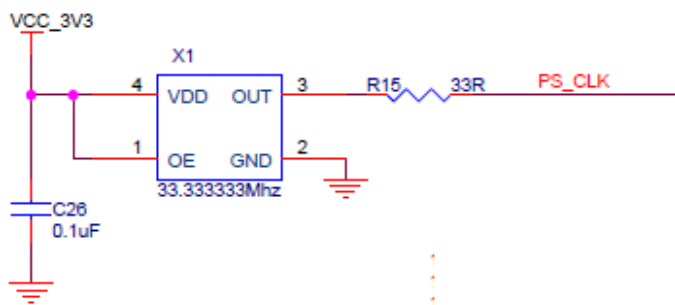 VCC_3V3
X1
4 VDD OUT 3 R15 33R PS_CLK
1 OE GND 2
33.333333Mhz
C26
0.1uF